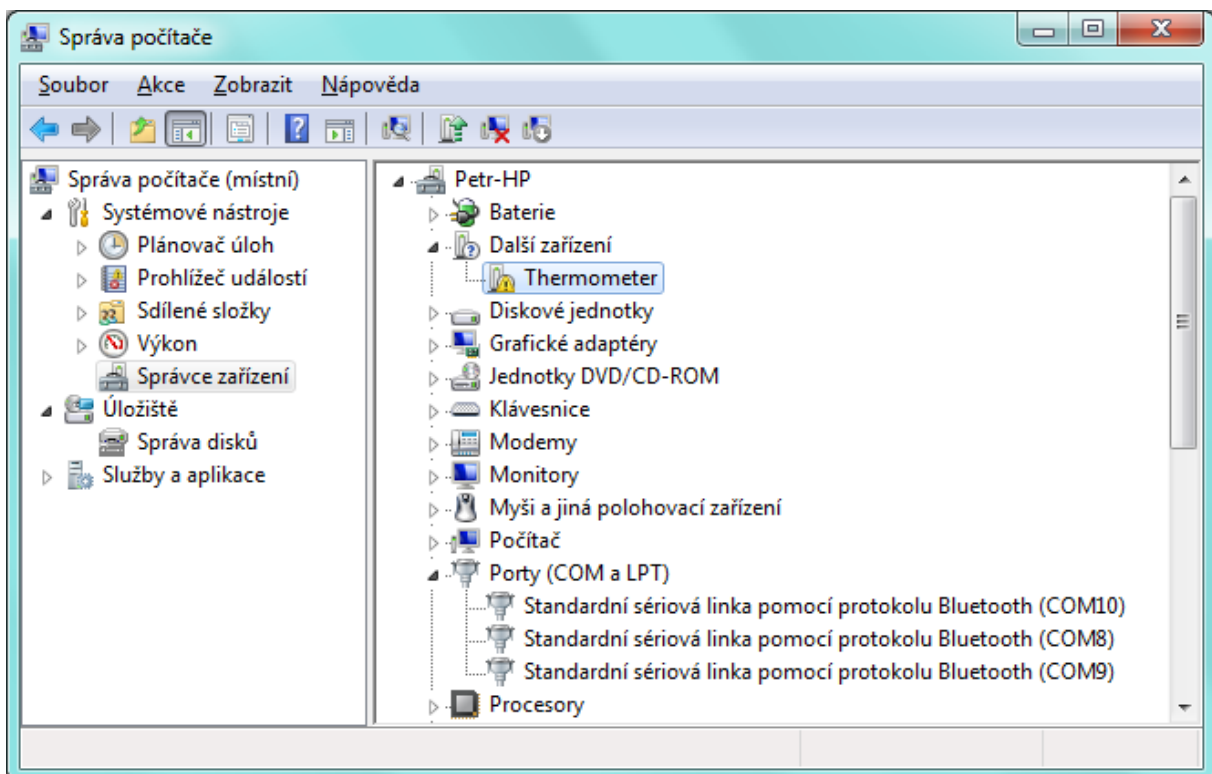 Správa počítače
Soubor Akce Zobrazit Nápověda
Správa počítače (místní)
Systémové nástroje
Plánovač úloh
Prohlížeč událostí
Sdílené složky
Výkon
Správce zařízení
Úložiště
Správa disků
Služby a aplikace
Petr-HP
Baterie
Další zařízení
Thermometer
Diskové jednotky
Grafické adaptéry
Jednotky DVD/CD-ROM
Klávesnice
Modemy
Monitory
Myši a jiná polohovací zařízení
Počítač
Porty (COM a LPT)
Standardní sériová linka pomocí protokolu Bluetooth (COM10)
Standardní sériová linka pomocí protokolu Bluetooth (COM8)
Standardní sériová linka pomocí protokolu Bluetooth (COM9)
Procesory